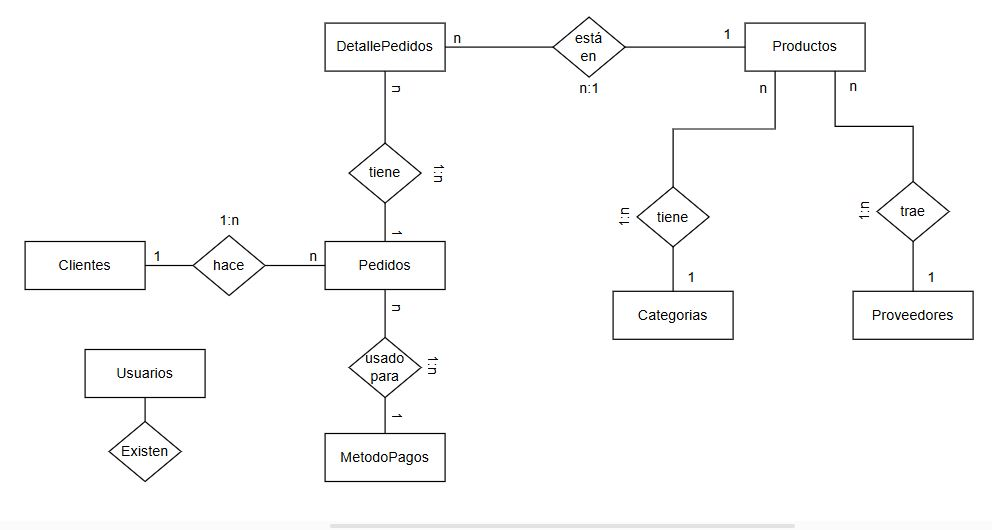 DetallePedidos
n
está
en
n:1
1
Productos
n
n
n
tiene
1:n
1
1:n
tiene
1
Categorias
1:n
trae
1
Proveedores
Clientes
1
1:n
hace
n
Pedidos
n
usado
para
1:n
1
MetodoPagos
Usuarios
Existen